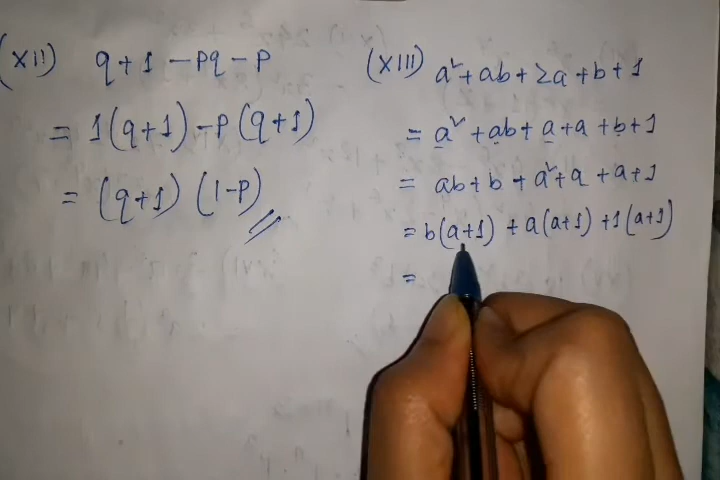 (XII) q+1-pq-p
= 1(q+1)-p(q+1)
= (q+1) (1-p)
(XIII) a²+ab+2a+b+1
= a²+ab+a+a+b+1
= ab+b+a²+a+a+1
= b(a+1)+a(a+1)+1(a+1)
=